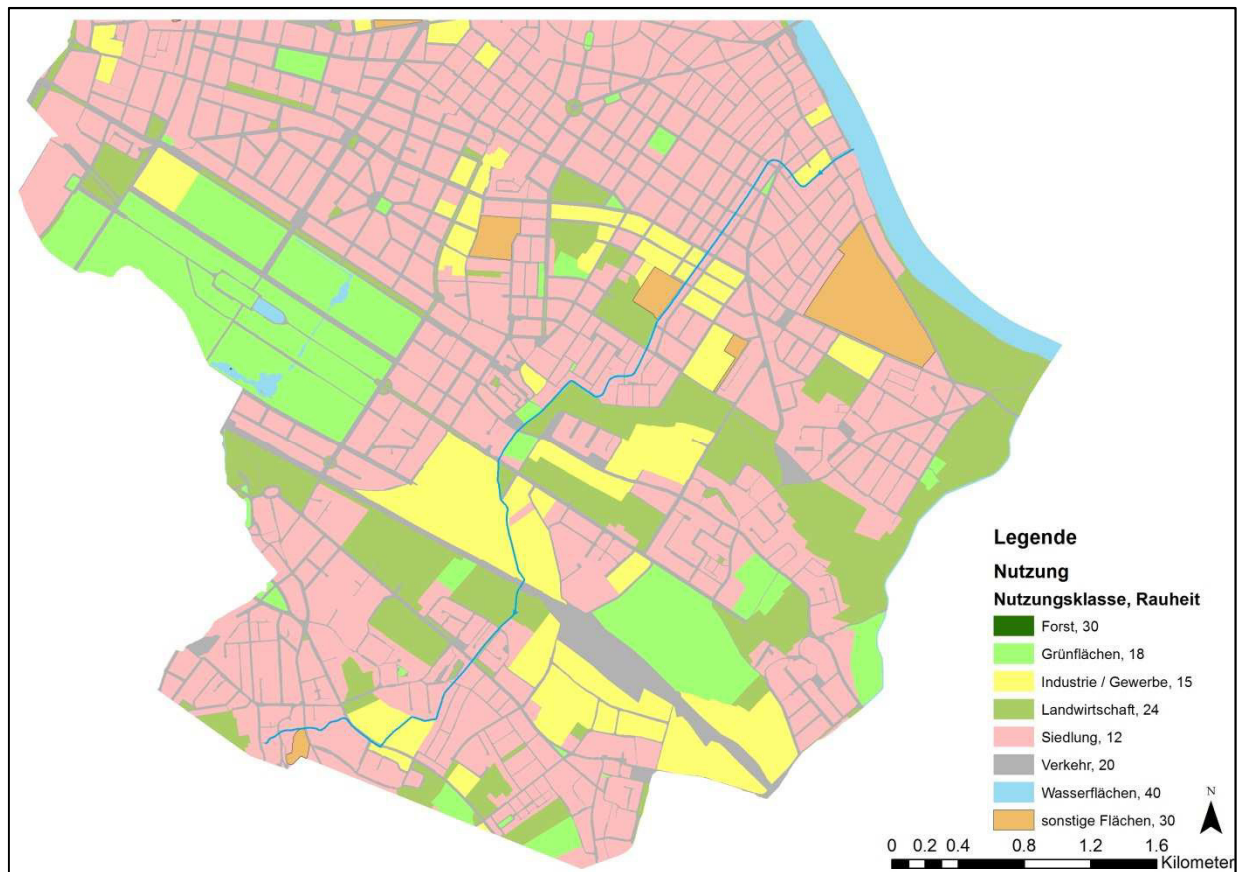 Legende
Nutzung
Nutzungsklasse, Rauheit
Forst, 30
Grünflächen, 18
Industrie / Gewerbe, 15
Landwirtschaft, 24
Siedlung, 12
Verkehr, 20
Wasserflächen, 40
sonstige Flächen, 30
N
0 0.2 0.4 0.8 1.2 1.6
Kilometer